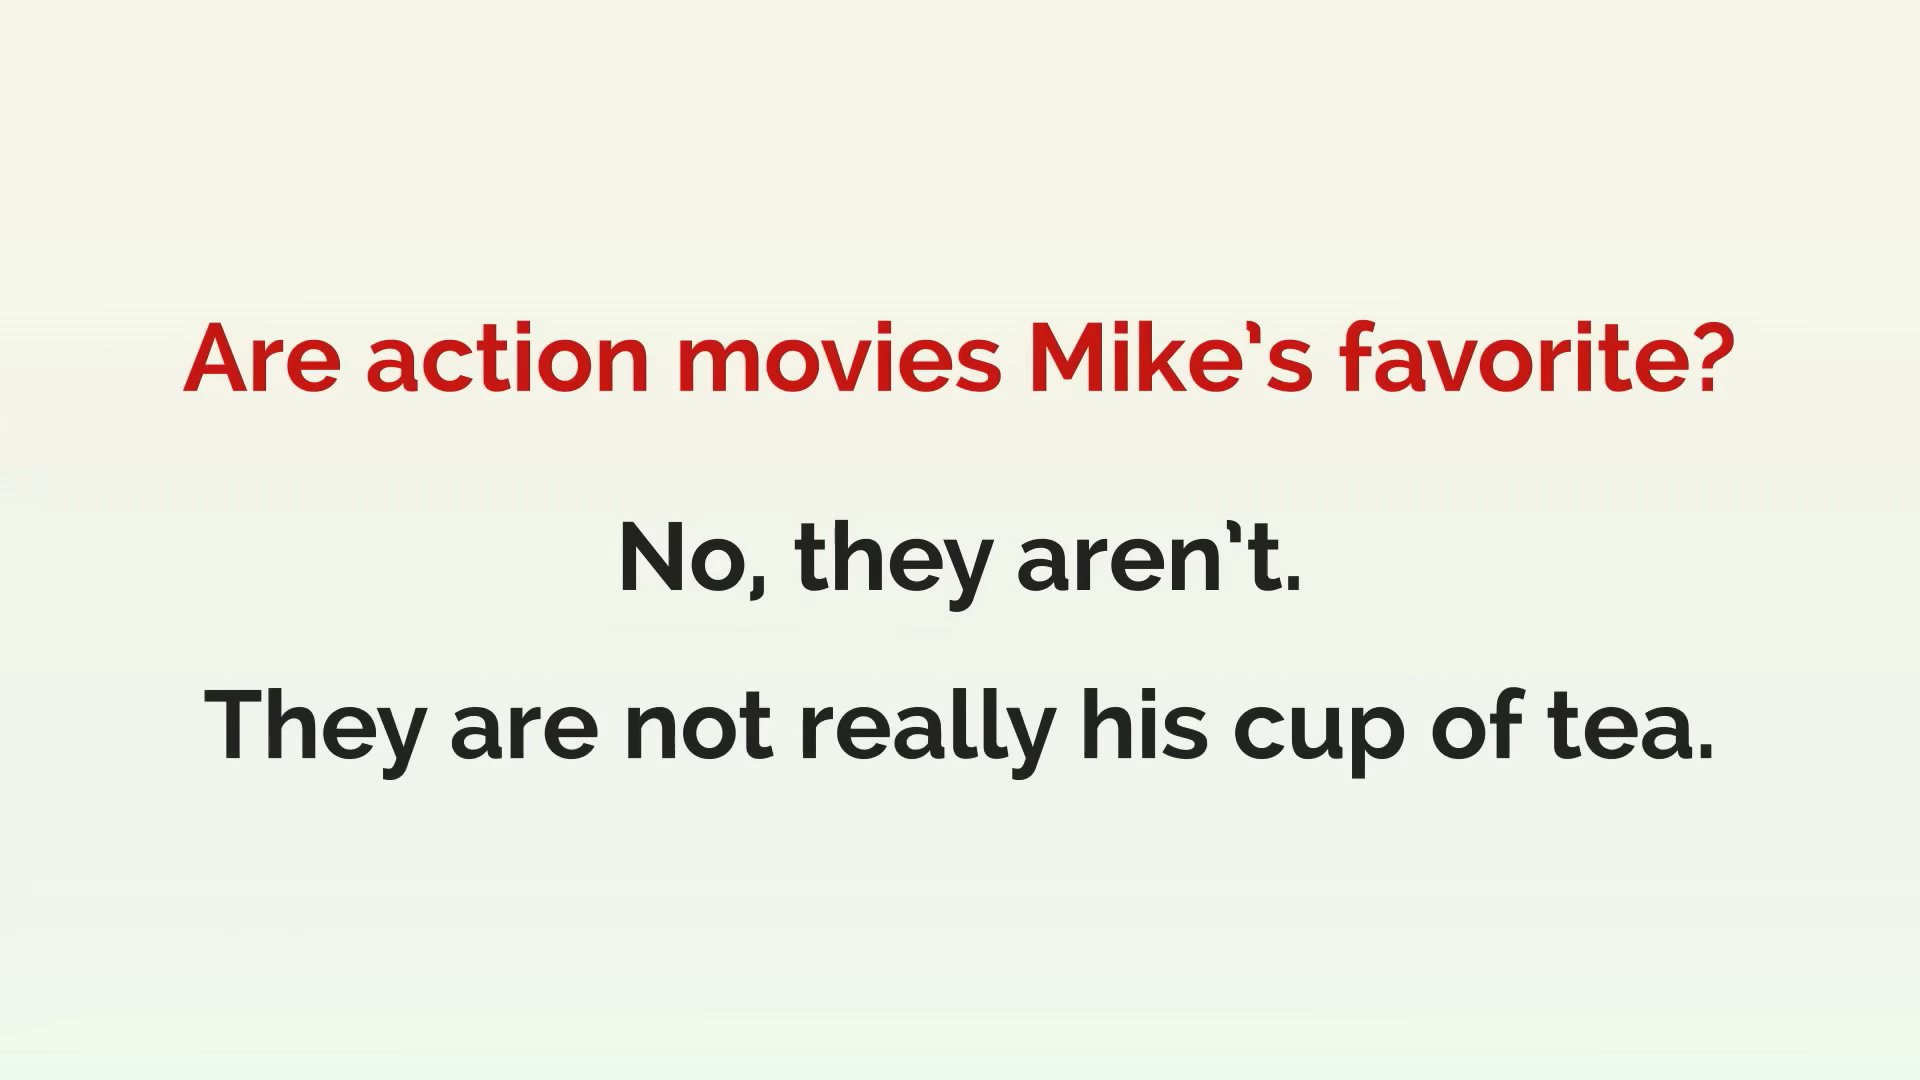 Are action movies Mike’s favorite?
No, they aren’t.
They are not really his cup of tea.